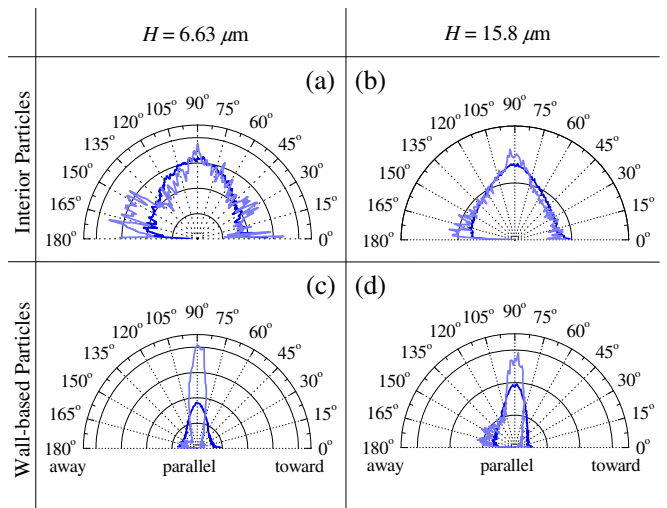 H = 6.63 μm
H = 15.8 μm
Interior Particles
(a)
90°
105° 75°
120° 60°
135° 45°
150° 30°
165° 15°
180° 0°
(b)
90°
105° 75°
120° 60°
135° 45°
150° 30°
165° 15°
180° 0°
Wall-based Particles
(c)
90°
105° 75°
120° 60°
135° 45°
150° 30°
165° 15°
180° 0°
away parallel toward
(d)
90°
105° 75°
120° 60°
135° 45°
150° 30°
165° 15°
180° 0°
away parallel toward